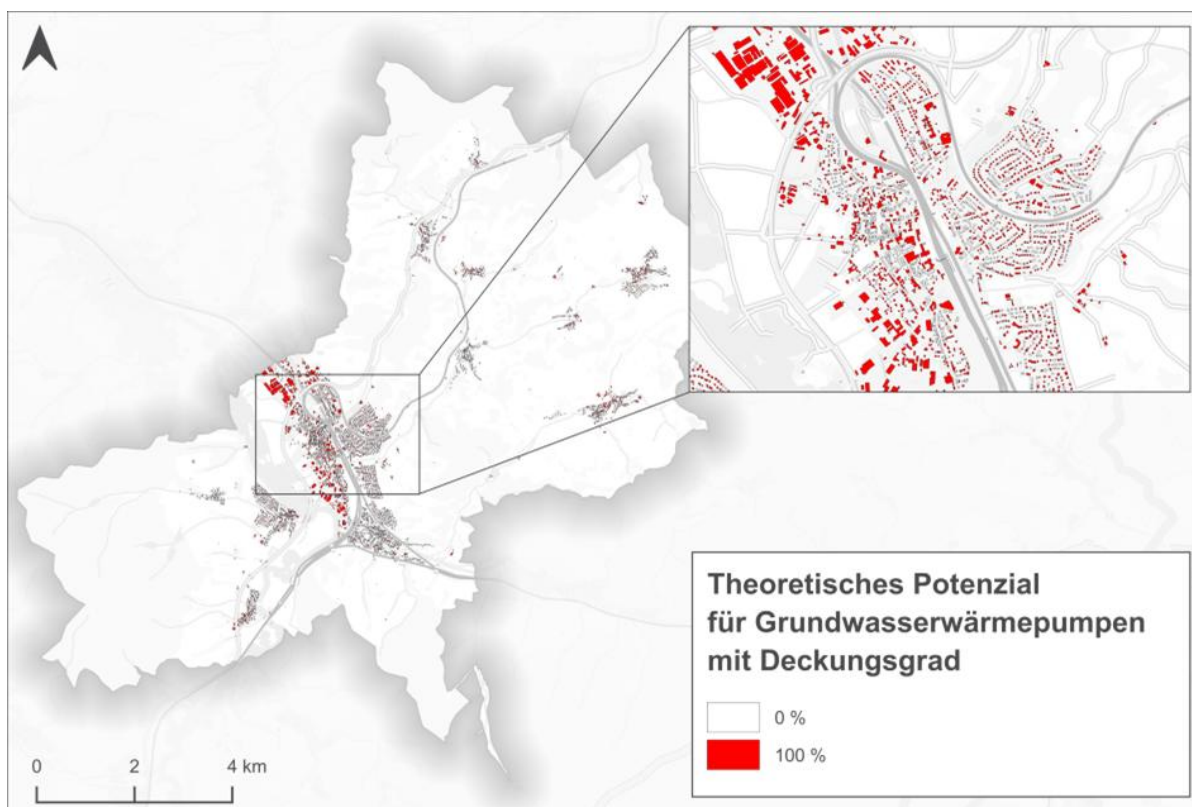 Theoretisches Potenzial
für Grundwasserwärmepumpen
mit Deckungsgrad
0 %
100 %
0 2 4 km